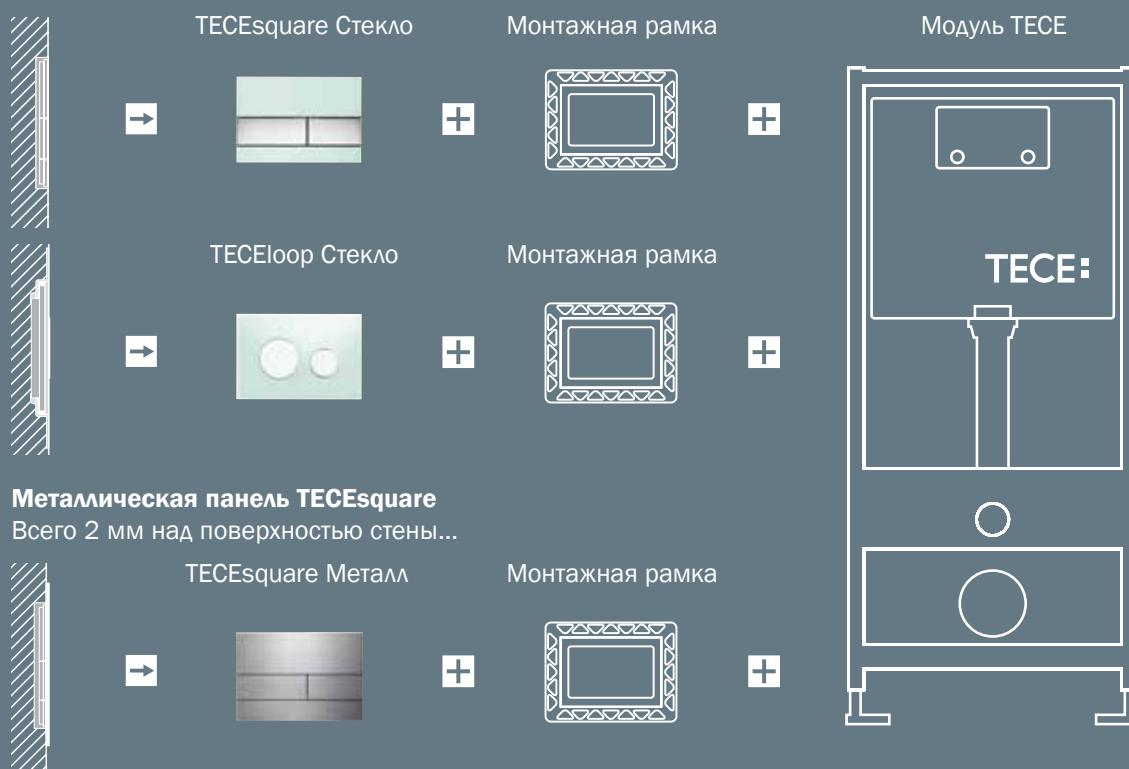 TECEsquare Стекло Монтажная рамка Модуль TECE
TECEloop Стекло Монтажная рамка
TECE:
Металлическая панель TECEsquare
Всего 2 мм над поверхностью стены...
TECEsquare Металл Монтажная рамка